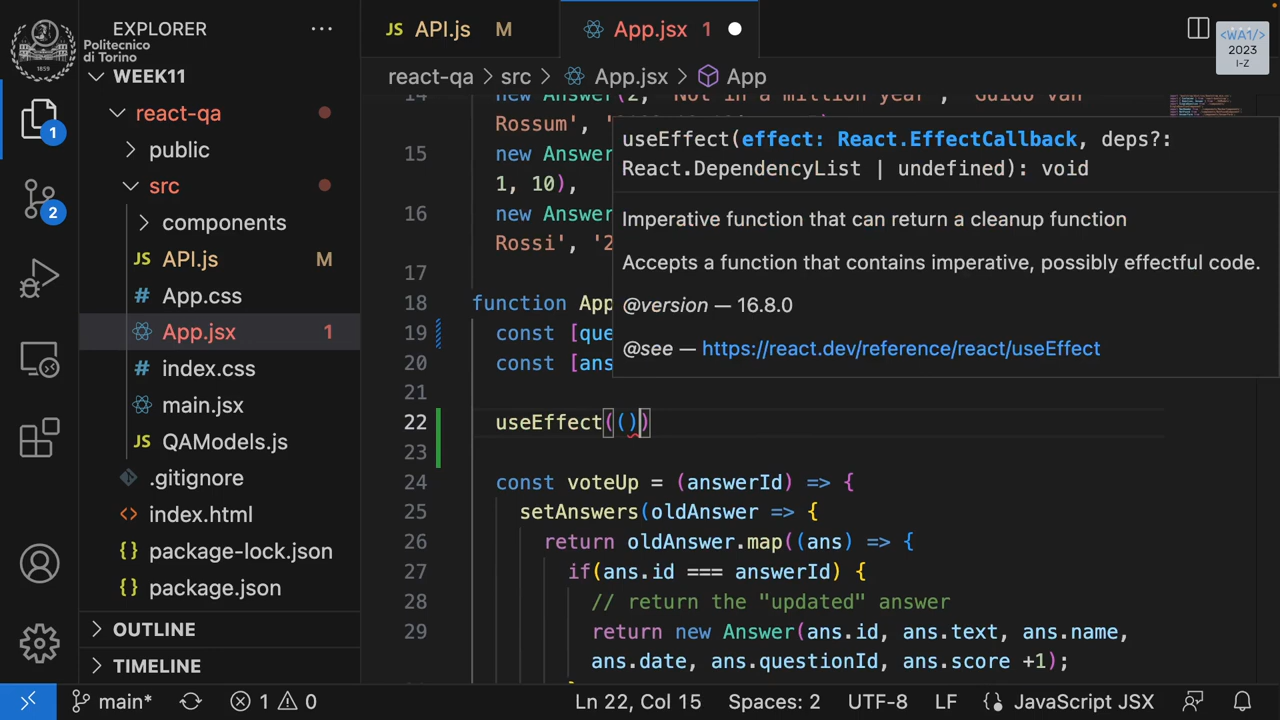 EXPLORER
Politecnico
di Torino
1859
WEEK11
react-qa
public
src
components
JS API.js M
# App.css
App.jsx 1
# index.css
main.jsx
JS QAModels.js
.gitignore
<> index.html
{} package-lock.json
{} package.json
OUTLINE
TIMELINE
1
2
JS API.js M
App.jsx 1
<WA1/>
2023
I-Z
react-qa > src > App.jsx > App
14 new Answer(2, 'Not in a million year', 'Guido Van
Rossum', '
15 new Answer
1, 10),
16 new Answer
Rossi', '2
17
18 function App
19 const [que
20 const [ans
21
22 useEffect(())
23
24 const voteUp = (answerId) => {
25 setAnswers(oldAnswer => {
26 return oldAnswer.map((ans) => {
27 if(ans.id === answerId) {
28 // return the "updated" answer
29 return new Answer(ans.id, ans.text, ans.name,
ans.date, ans.questionId, ans.score +1);
useEffect(effect: React.EffectCallback, deps?:
React.DependencyList | undefined): void
Imperative function that can return a cleanup function
Accepts a function that contains imperative, possibly effectful code.
@version — 16.8.0
@see — https://react.dev/reference/react/useEffect
main* 1 0 Ln 22, Col 15 Spaces: 2 UTF-8 LF {} JavaScript JSX